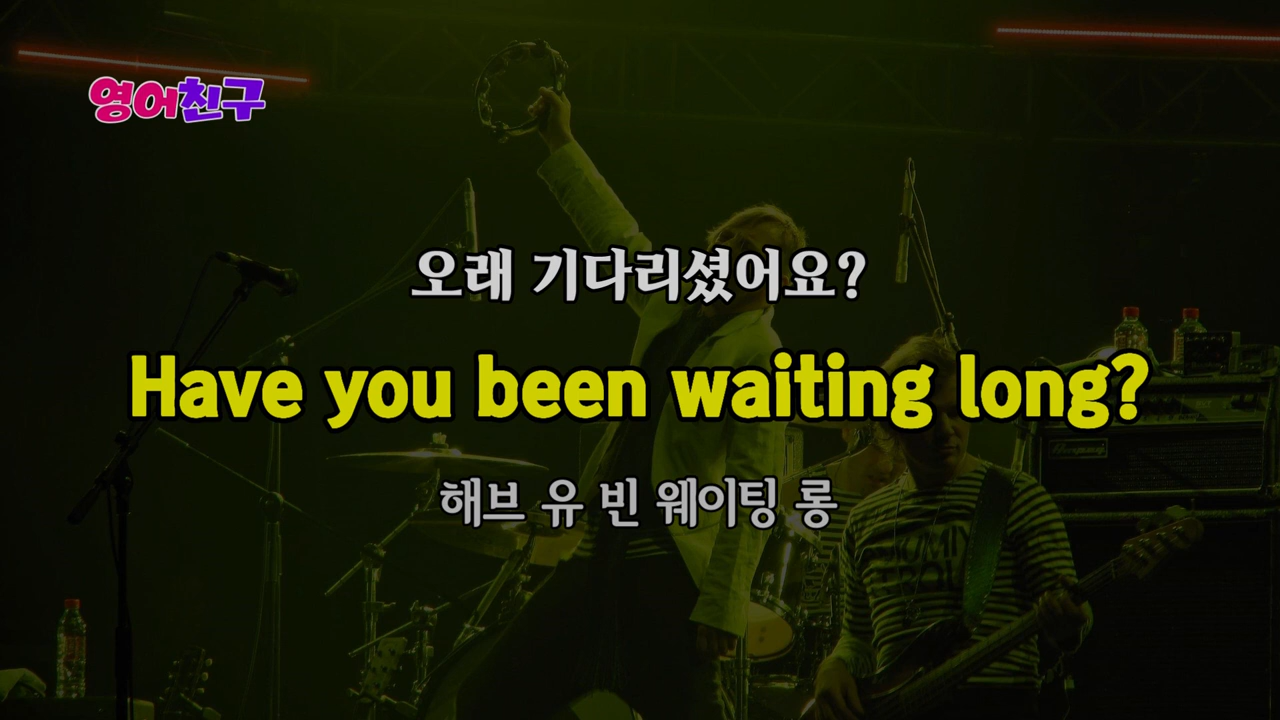 영어친구
오래 기다리셨어요?
Have you been waiting long?
해브 유 빈 웨이팅 롱
Ampeg